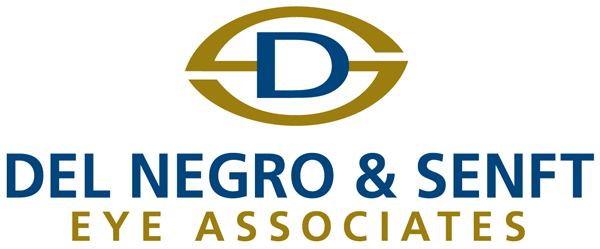 D
DEL NEGRO & SENFT
EYE ASSOCIATES